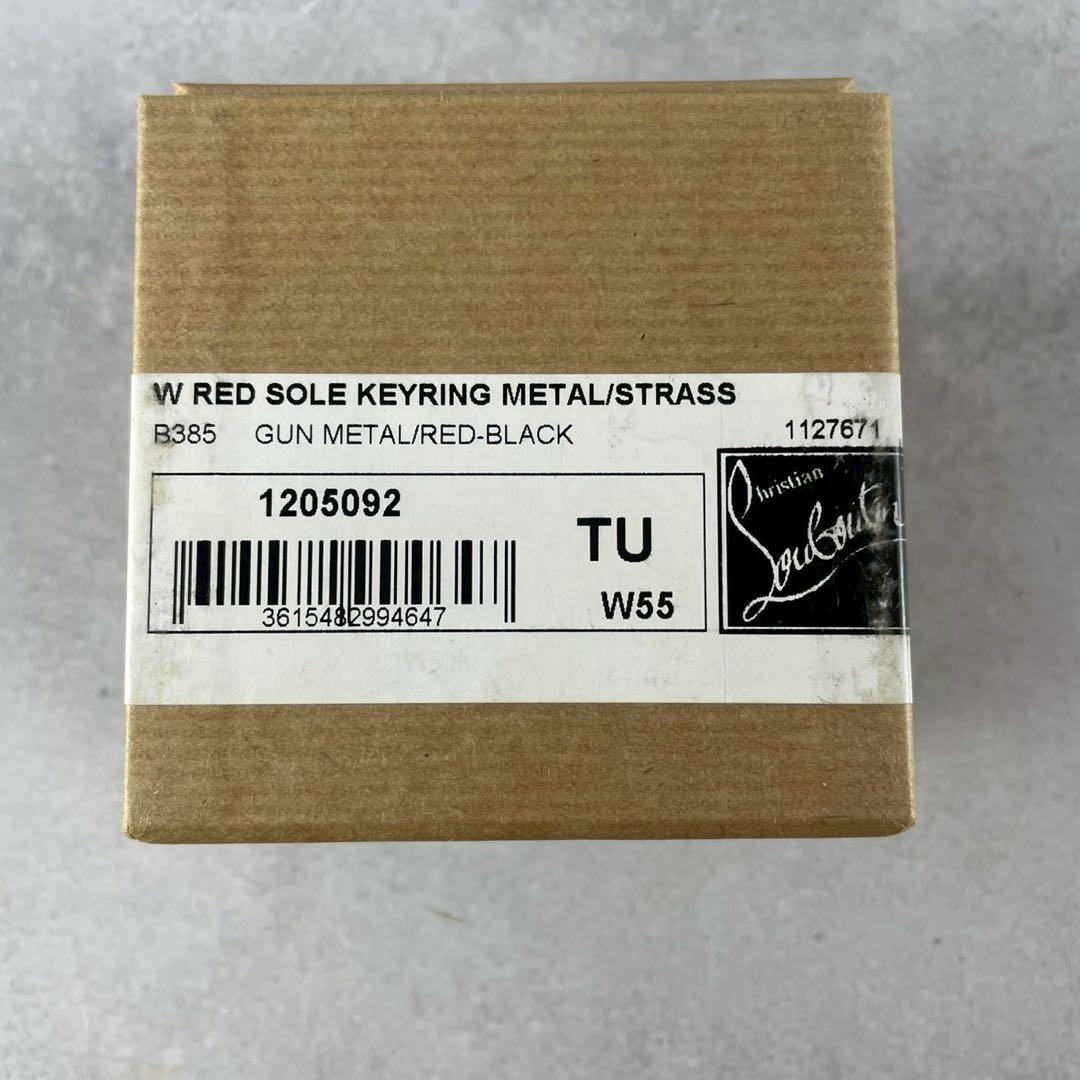 W RED SOLE KEYRING METAL/STRASS
B385 GUN METAL/RED-BLACK 1127671
1205092
TU
W55
3615482994647
Christian
Louboutin